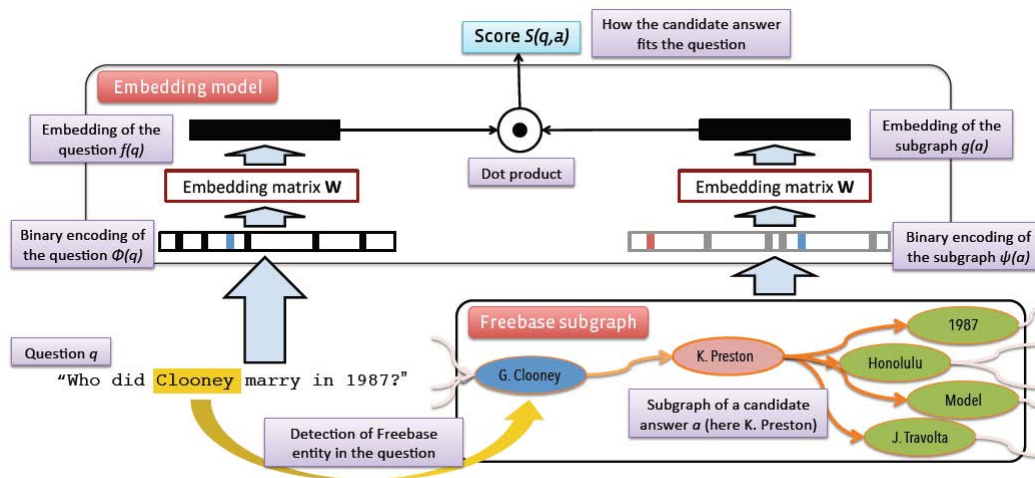 Score S(q,a)
How the candidate answer
fits the question
Embedding model
Embedding of the
question f(q)
Embedding of the
subgraph g(a)
Dot product
Embedding matrix W
Embedding matrix W
Binary encoding of
the question Φ(q)
Binary encoding of
the subgraph ψ(a)
Freebase subgraph
1987
Question q
K. Preston
Honolulu
G. Clooney
“Who did Clooney marry in 1987?”
Model
Subgraph of a candidate
answer a (here K. Preston)
J. Travolta
Detection of Freebase
entity in the question